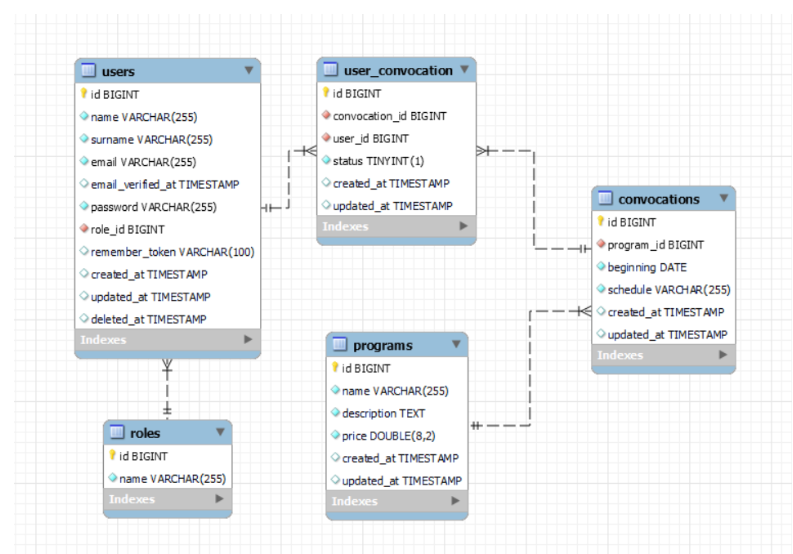 users
id BIGINT
name VARCHAR(255)
surname VARCHAR(255)
email VARCHAR(255)
email_verified_at TIMESTAMP
password VARCHAR(255)
role_id BIGINT
remember_token VARCHAR(100)
created_at TIMESTAMP
updated_at TIMESTAMP
deleted_at TIMESTAMP
Indexes
user_convocation
id BIGINT
convocation_id BIGINT
user_id BIGINT
status TINYINT(1)
created_at TIMESTAMP
updated_at TIMESTAMP
Indexes
convocations
id BIGINT
program_id BIGINT
beginning DATE
schedule VARCHAR(255)
created_at TIMESTAMP
updated_at TIMESTAMP
Indexes
programs
id BIGINT
name VARCHAR(255)
description TEXT
price DOUBLE(8,2)
created_at TIMESTAMP
updated_at TIMESTAMP
Indexes
roles
id BIGINT
name VARCHAR(255)
Indexes